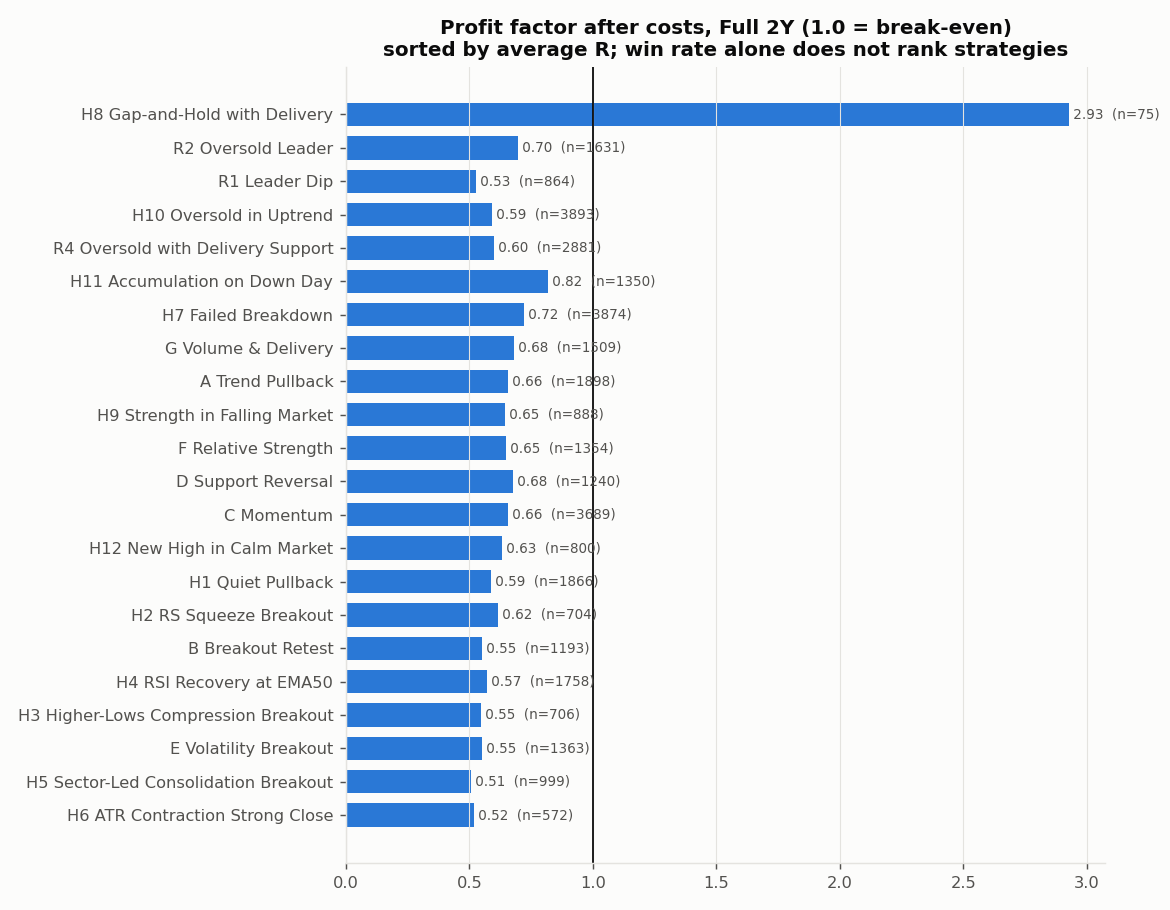 Profit factor after costs, Full 2Y (1.0 = break-even)
sorted by average R; win rate alone does not rank strategies
H8 Gap-and-Hold with Delivery 2.93 (n=75)
R2 Oversold Leader 0.70 (n=1631)
R1 Leader Dip 0.53 (n=864)
H10 Oversold in Uptrend 0.59 (n=3893)
R4 Oversold with Delivery Support 0.60 (n=2881)
H11 Accumulation on Down Day 0.82 (n=1350)
H7 Failed Breakdown 0.72 (n=3874)
G Volume & Delivery 0.68 (n=1509)
A Trend Pullback 0.66 (n=1898)
H9 Strength in Falling Market 0.65 (n=888)
F Relative Strength 0.65 (n=1354)
D Support Reversal 0.68 (n=1240)
C Momentum 0.66 (n=3689)
H12 New High in Calm Market 0.63 (n=800)
H1 Quiet Pullback 0.59 (n=1866)
H2 RS Squeeze Breakout 0.62 (n=704)
B Breakout Retest 0.55 (n=1193)
H4 RSI Recovery at EMA50 0.57 (n=1758)
H3 Higher-Lows Compression Breakout 0.55 (n=706)
E Volatility Breakout 0.55 (n=1363)
H5 Sector-Led Consolidation Breakout 0.51 (n=999)
H6 ATR Contraction Strong Close 0.52 (n=572)
0.0 0.5 1.0 1.5 2.0 2.5 3.0